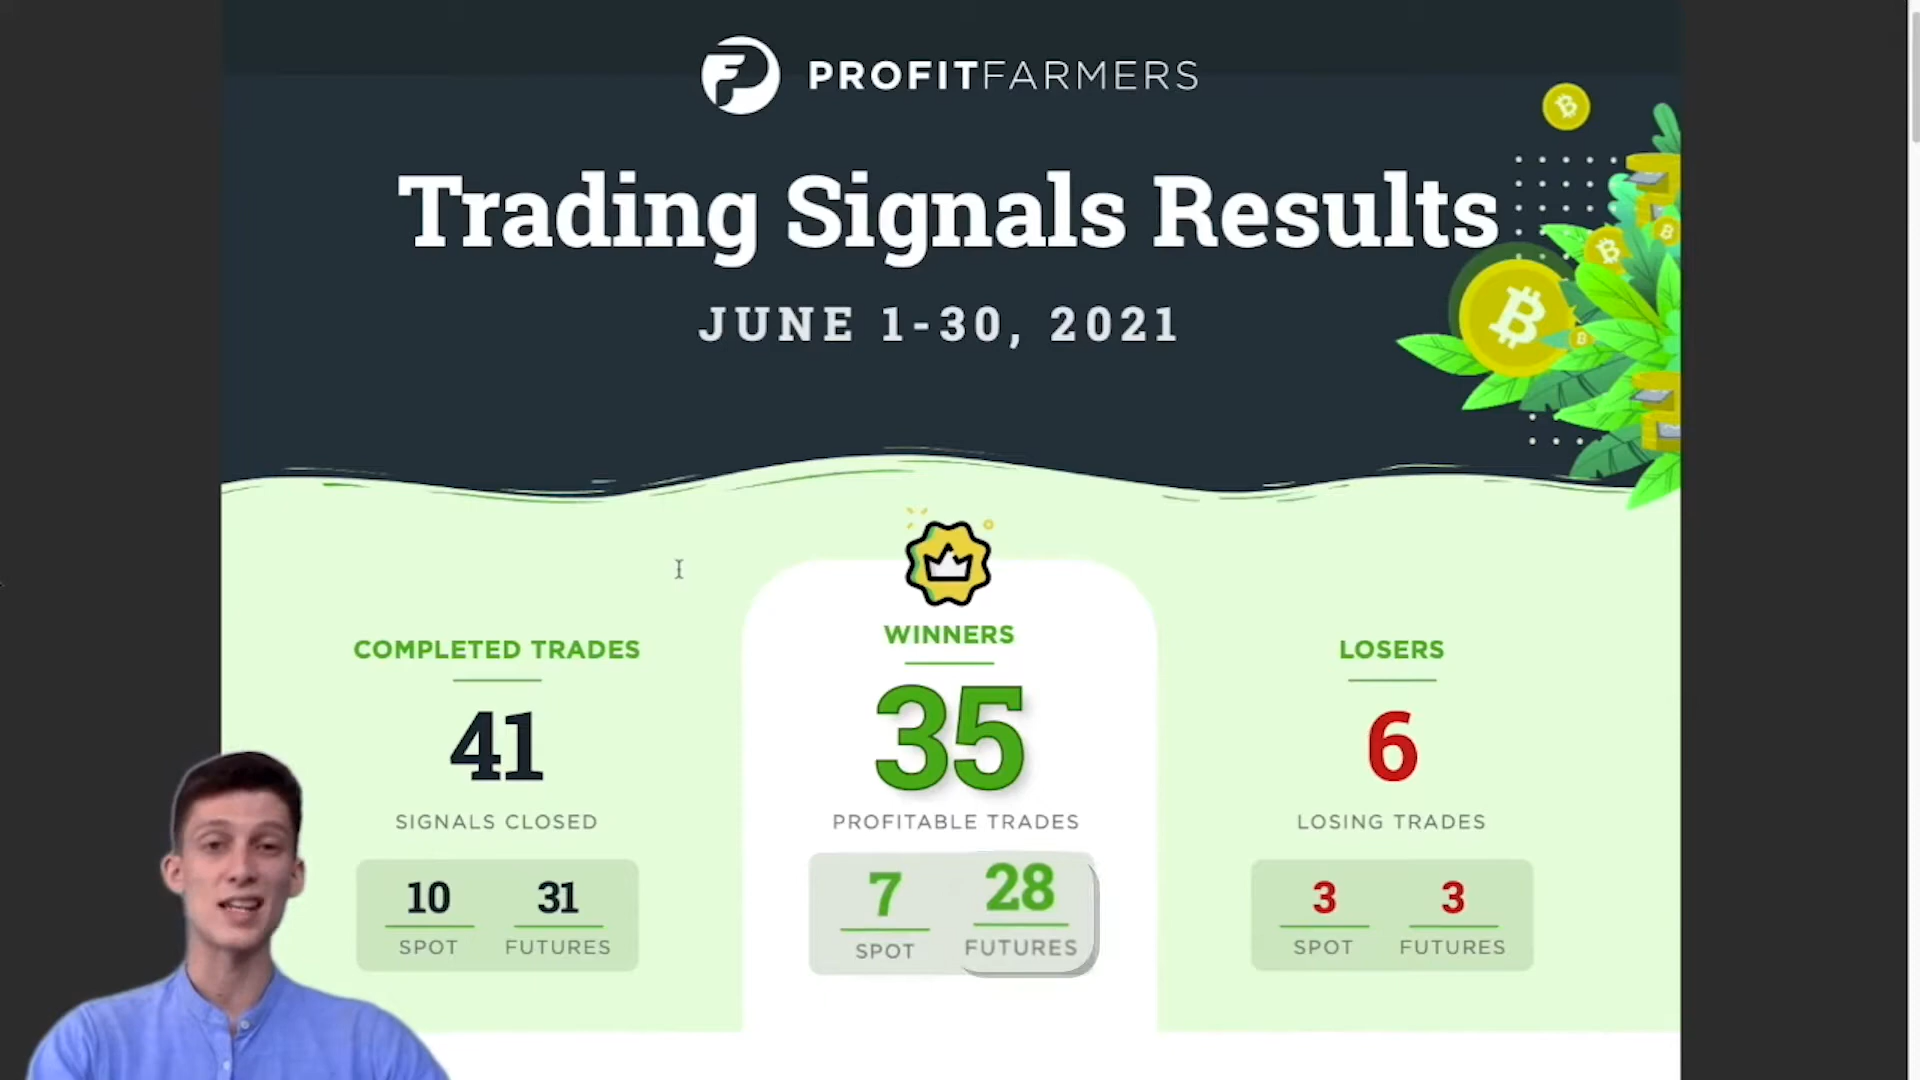 PROFITFARMERS
Trading Signals Results
JUNE 1-30, 2021
COMPLETED TRADES
41
SIGNALS CLOSED
10
SPOT
31
FUTURES
WINNERS
35
PROFITABLE TRADES
7
SPOT
28
FUTURES
LOSERS
6
LOSING TRADES
3
SPOT
3
FUTURES